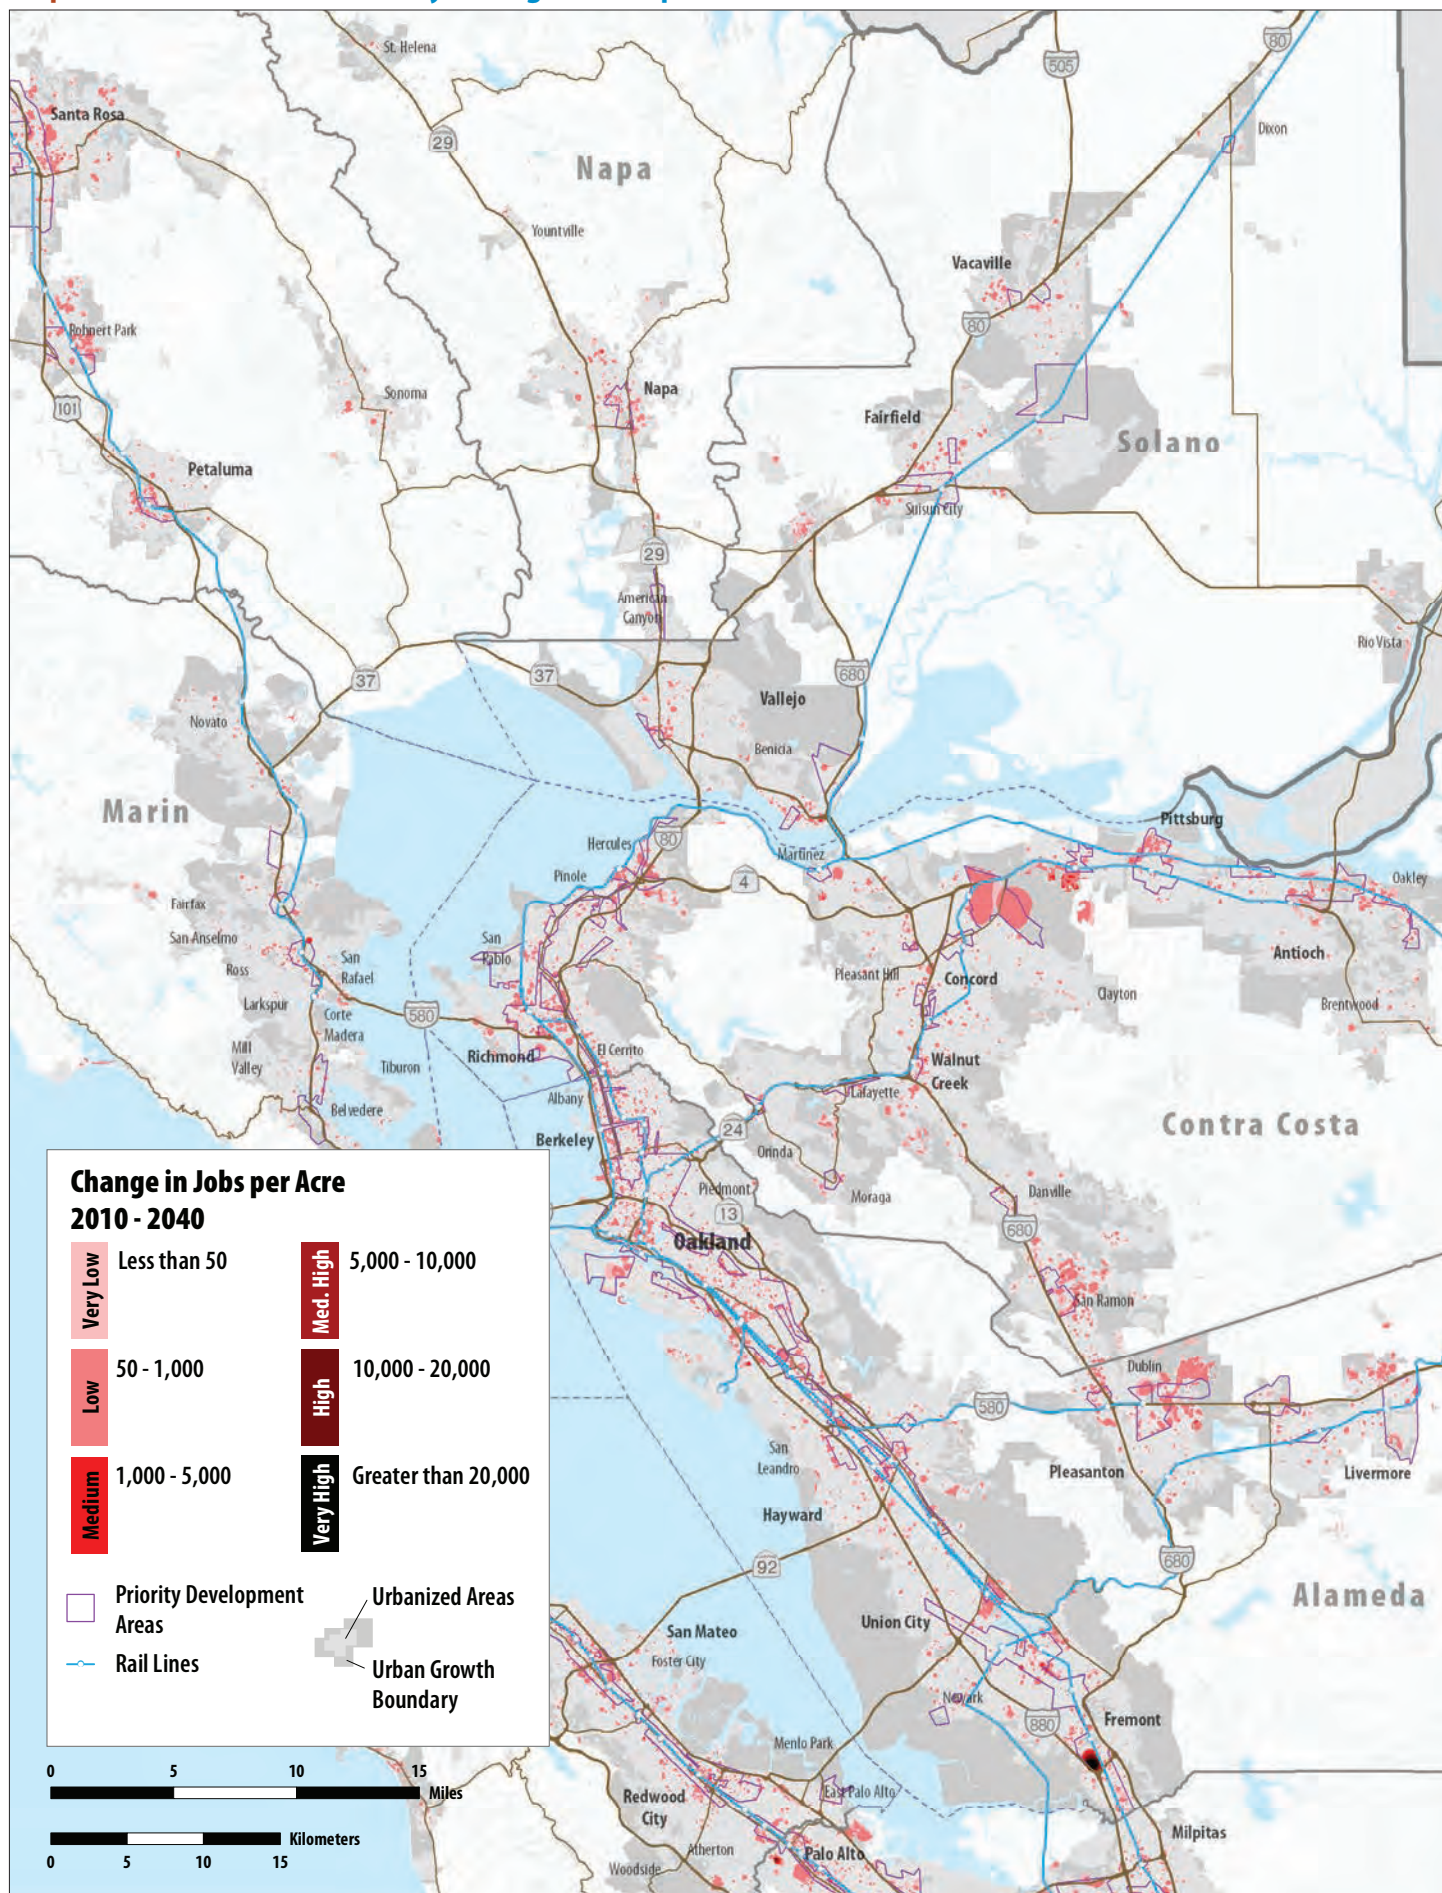 St. Helena
80
505
Santa Rosa
Dixon
29
Napa
Yountville
Vacaville
80
Rohnert Park
Napa
Sonoma
101
Fairfield
Solano
Petaluma
Suisun City
29
American
Canyon
Rio Vista
37
37
680
Vallejo
Novato
Benicia
Marin
Pittsburg
Hercules
80
Martinez
Pinole
4
Oakley
Fairfax
San Anselmo
San
Pablo
Antioch
Ross
San
Rafael
Pleasant Hill
Concord
Clayton
Larkspur
Brentwood
580
Corte
Madera
Richmond
El Cerrito
Mill
Valley
Tiburon
Walnut
Creek
Lafayette
Albany
Belvedere
Contra Costa
24
Berkeley
Orinda
Piedmont
Moraga
Danville
13
680
Oakland
San Ramon
Dublin
580
San
Leandro
Pleasanton
Livermore
Hayward
680
92
Alameda
Union City
San Mateo
Foster City
Newark
880
Fremont
Menlo Park
East Palo Alto
Redwood
City
Milpitas
Atherton
Palo Alto
Woodside
Change in Jobs per Acre
2010 - 2040
Very Low
Less than 50
Med. High
5,000 - 10,000
Low
50 - 1,000
High
10,000 - 20,000
Medium
1,000 - 5,000
Very High
Greater than 20,000
Priority Development
Areas
Urbanized Areas
Rail Lines
Urban Growth
Boundary
0 5 10 15
Miles
Kilometers
0 5 10 15